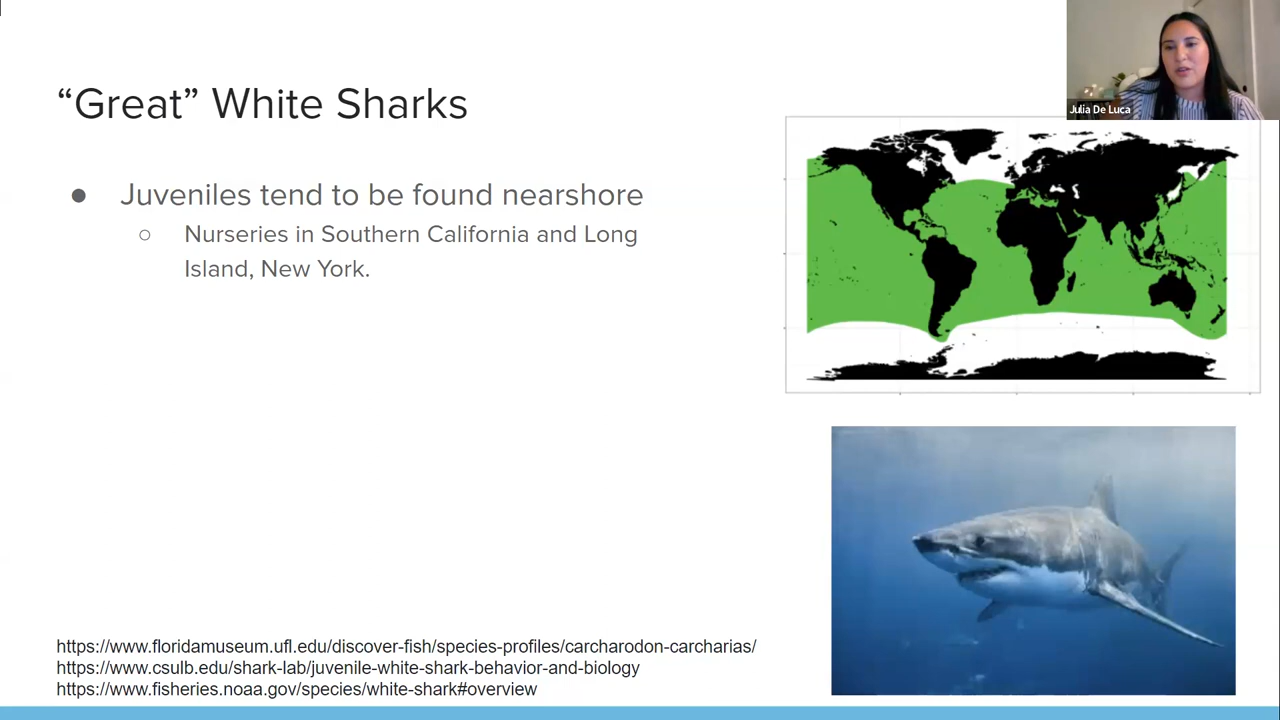 “Great” White Sharks
Julia De Luca
● Juveniles tend to be found nearshore
○ Nurseries in Southern California and Long
Island, New York.
https://www.floridamuseum.ufl.edu/discover-fish/species-profiles/carcharodon-carcharias/
https://www.csulb.edu/shark-lab/juvenile-white-shark-behavior-and-biology
https://www.fisheries.noaa.gov/species/white-shark#overview